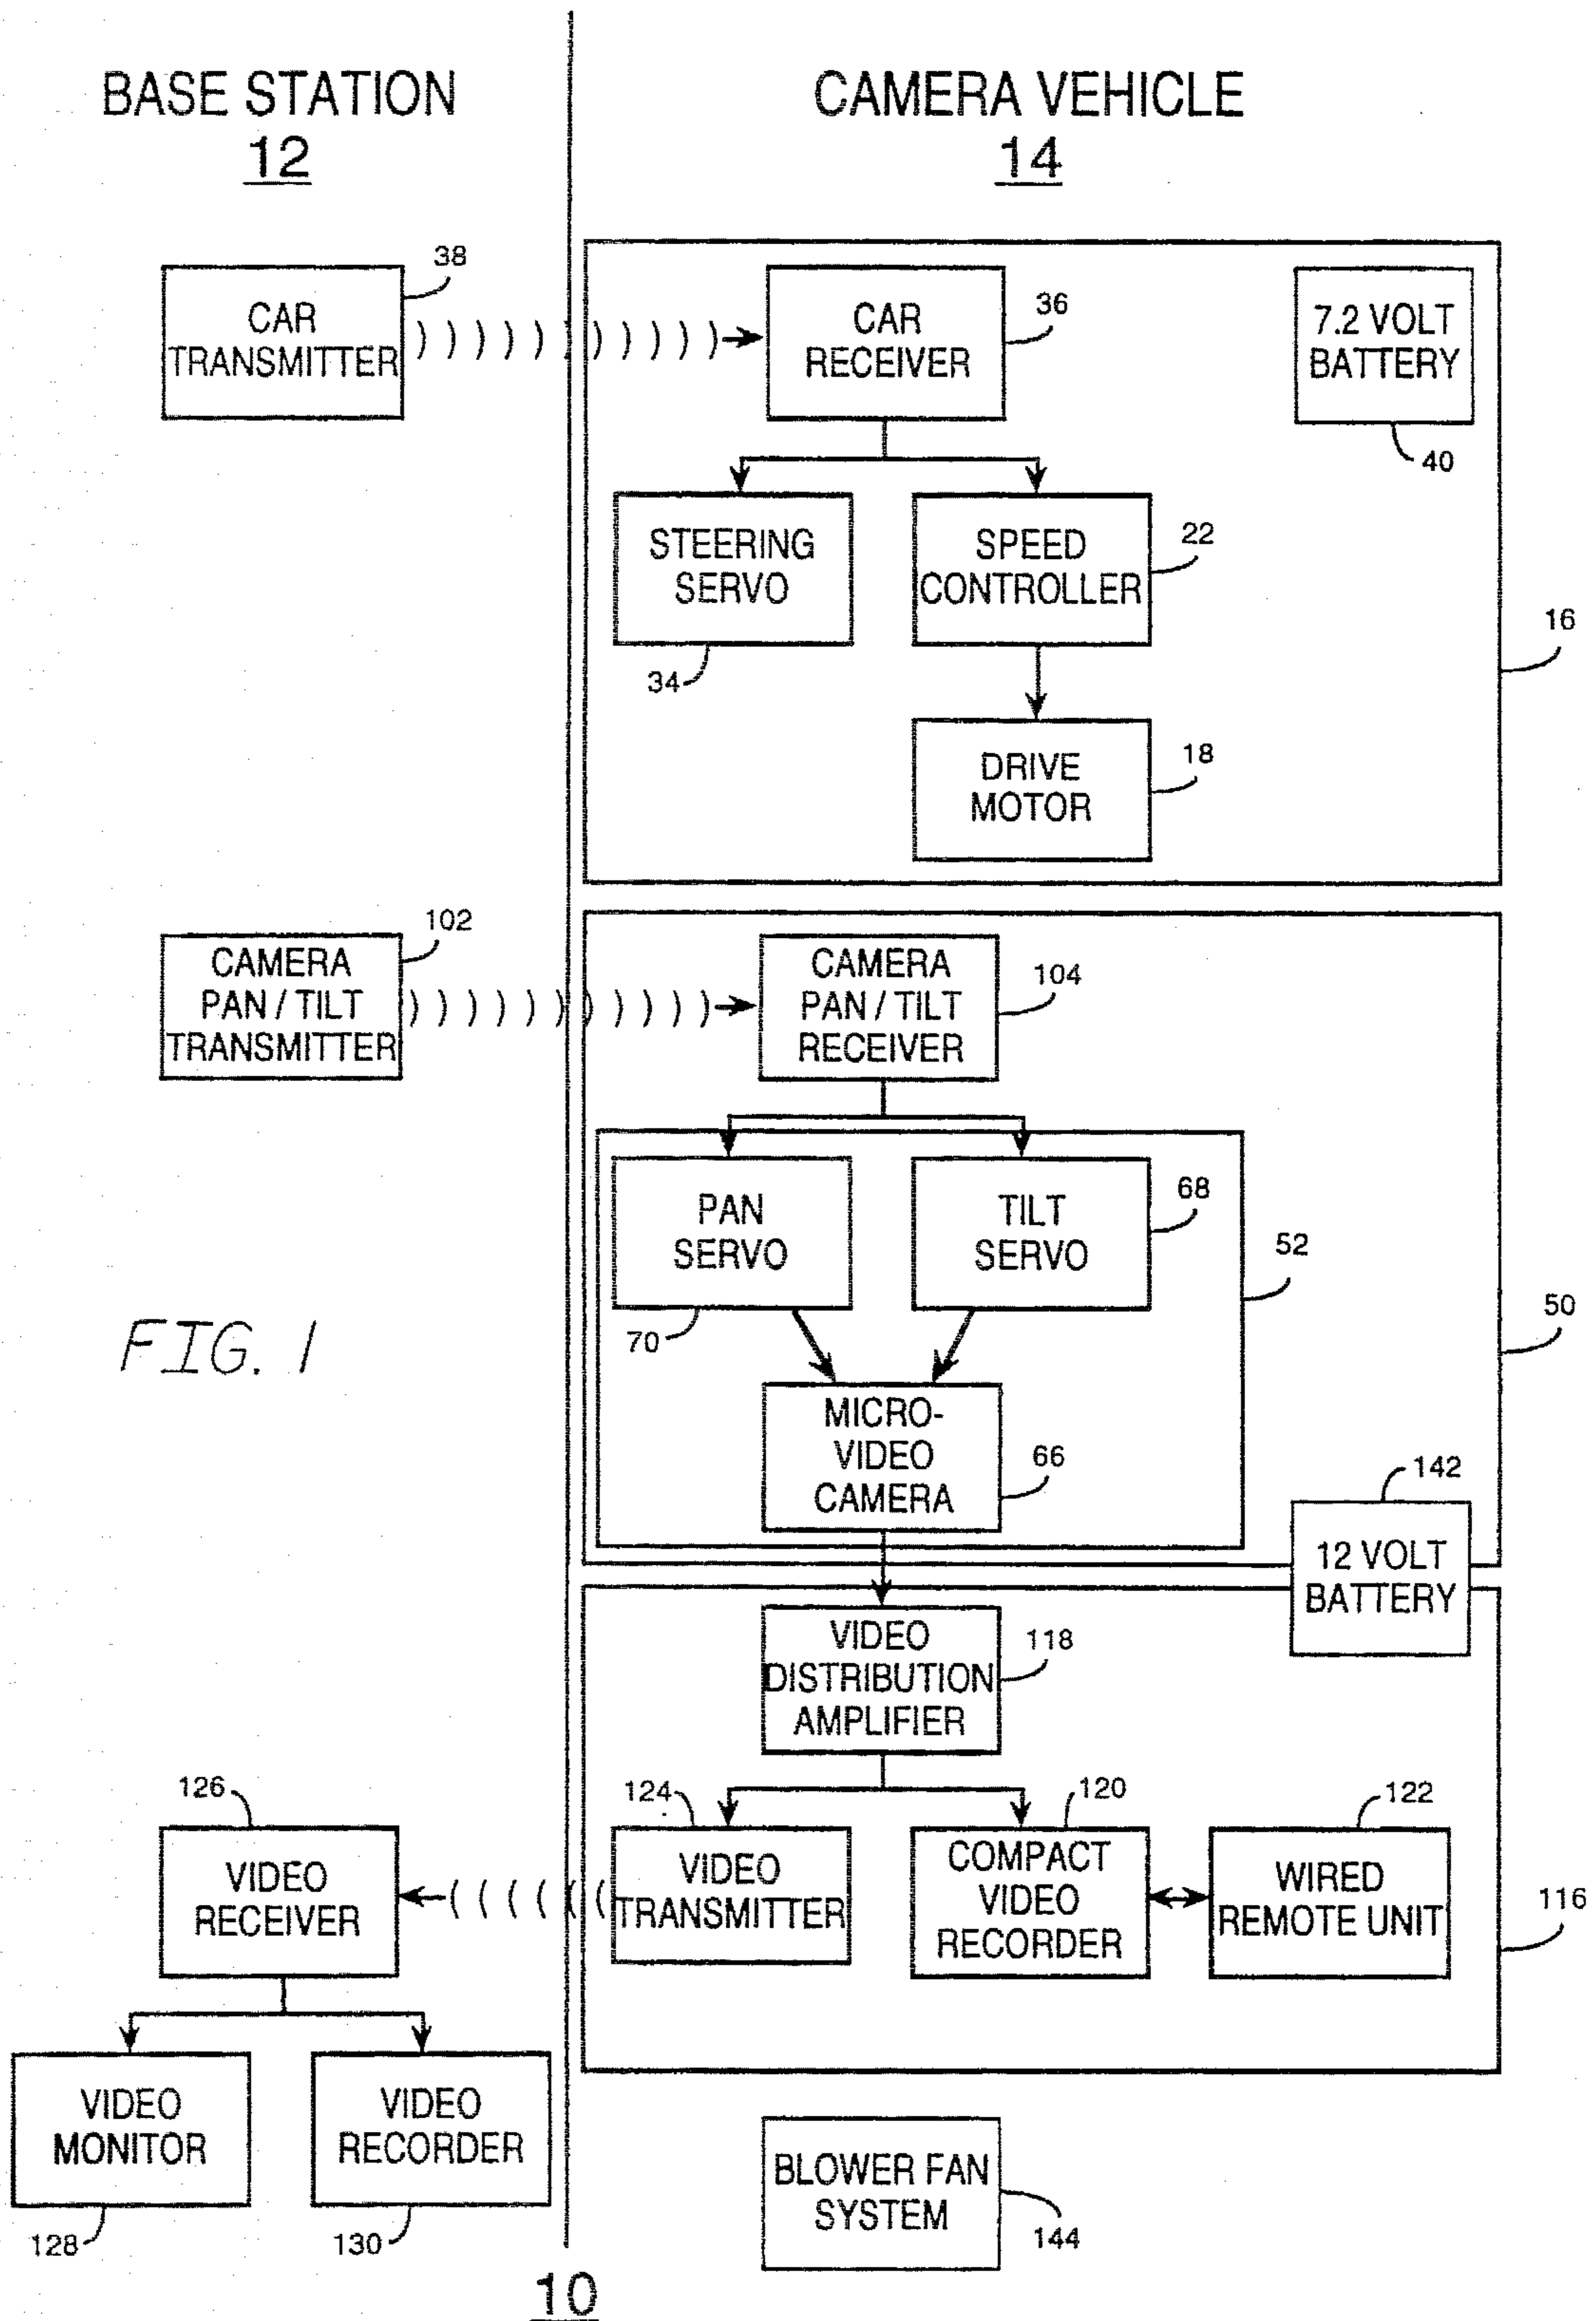 BASE STATION
12
CAMERA VEHICLE
14
38
CAR
TRANSMITTER
CAR
RECEIVER
36
7.2 VOLT
BATTERY
40
STEERING
SERVO
34
SPEED
CONTROLLER
22
16
DRIVE
MOTOR
18
102
CAMERA
PAN / TILT
TRANSMITTER
CAMERA
PAN / TILT
RECEIVER
104
PAN
SERVO
70
TILT
SERVO
68
52
50
FIG. 1
MICRO-
VIDEO
CAMERA
66
142
12 VOLT
BATTERY
VIDEO
DISTRIBUTION
AMPLIFIER
118
126
VIDEO
RECEIVER
124
VIDEO
TRANSMITTER
120
COMPACT
VIDEO
RECORDER
122
WIRED
REMOTE UNIT
116
VIDEO
MONITOR
128
VIDEO
RECORDER
130
BLOWER FAN
SYSTEM
144
10